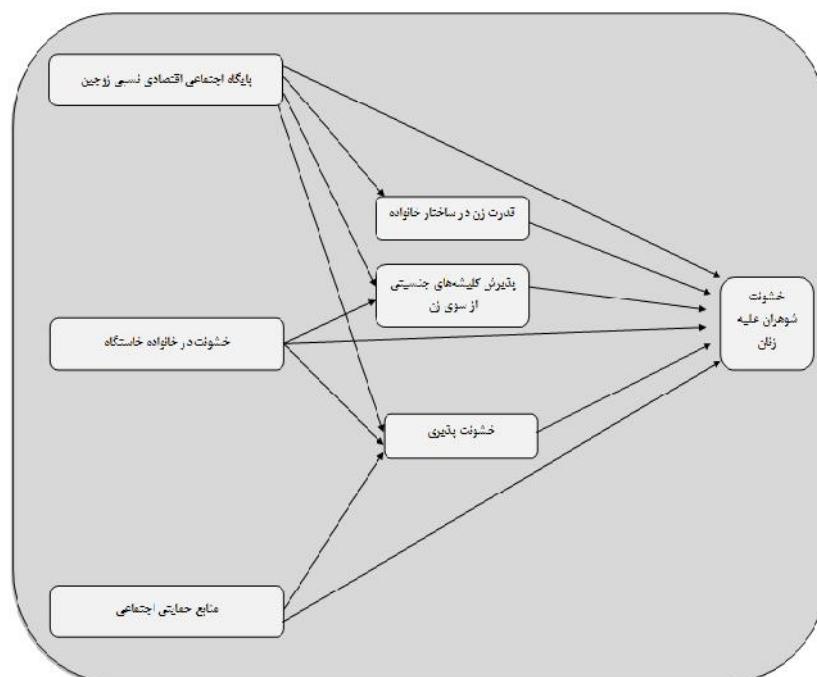 پایگاه اجتماعی اقتصادی نسبی زوجین
قدرت زن در ساختار خانواده
پذیرش کلیشه‌های جنسیتی
از سوی زن
خشونت
شوهران علیه
زنان
خشونت در خانواده خاستگاه
خشونت پذیری
منابع حمایتی اجتماعی